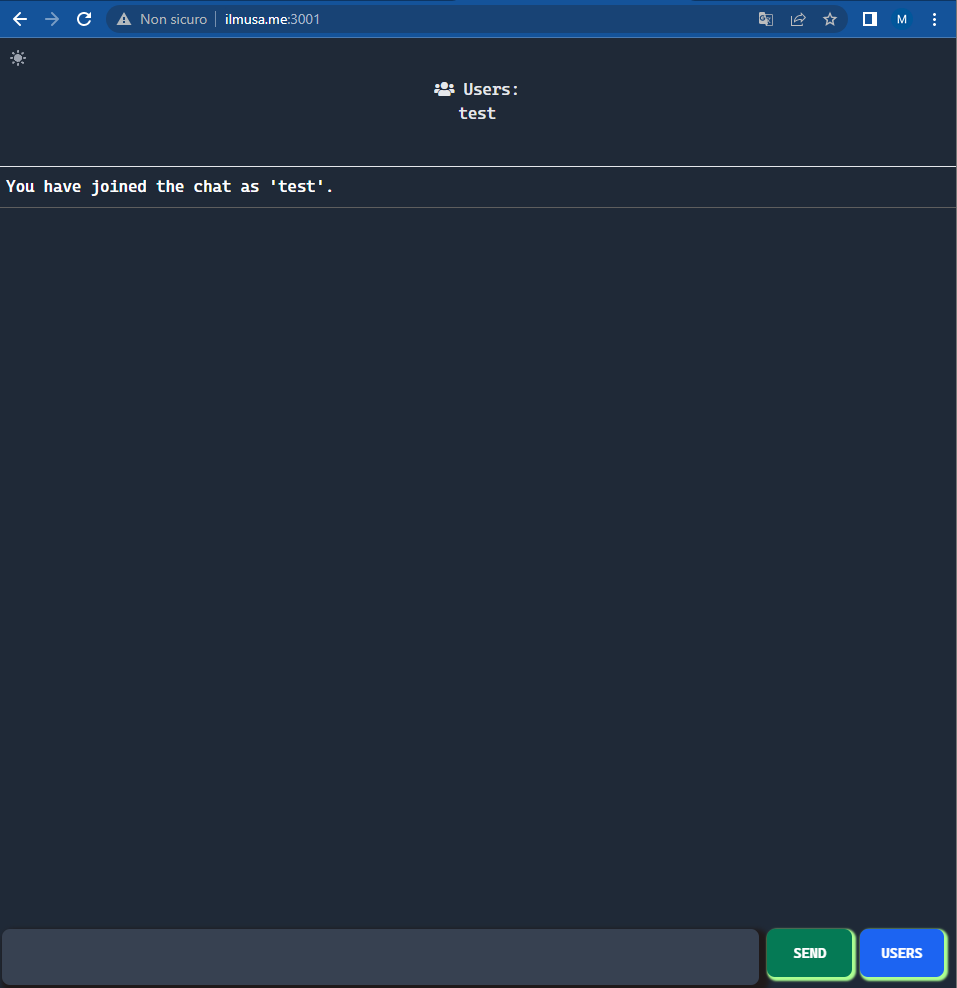 Non sicuro | ilmusa.me:3001
M
Users:
test
You have joined the chat as 'test'.
SEND
USERS